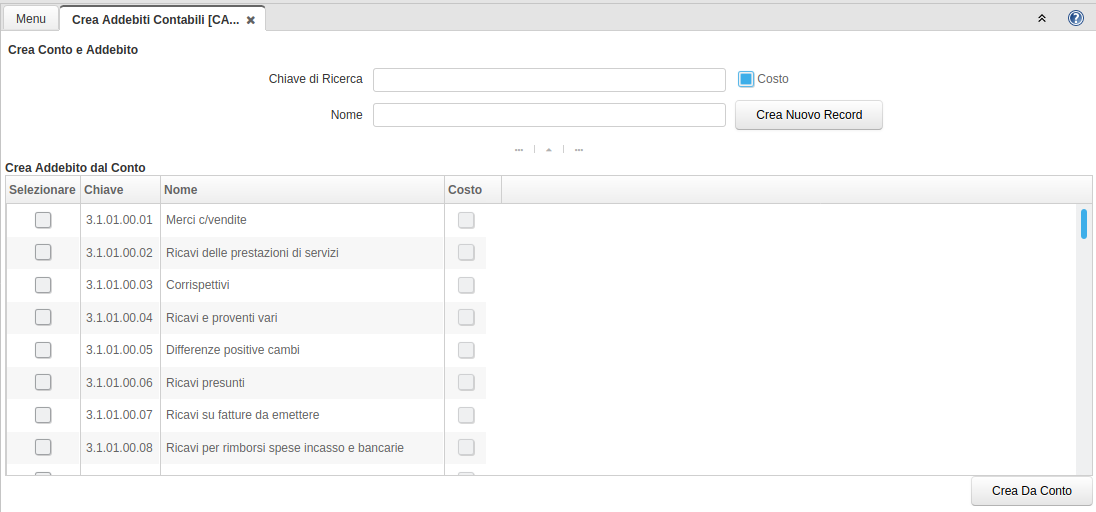 Menu Crea Addebiti Contabili [CA...
Crea Conto e Addebito
Chiave di Ricerca Costo
Nome Crea Nuovo Record
Crea Addebito dal Conto
Selezionare Chiave Nome Costo
3.1.01.00.01 Merci c/vendite
3.1.01.00.02 Ricavi delle prestazioni di servizi
3.1.01.00.03 Corrispettivi
3.1.01.00.04 Ricavi e proventi vari
3.1.01.00.05 Differenze positive cambi
3.1.01.00.06 Ricavi presunti
3.1.01.00.07 Ricavi su fatture da emettere
3.1.01.00.08 Ricavi per rimborsi spese incasso e bancarie
Crea Da Conto